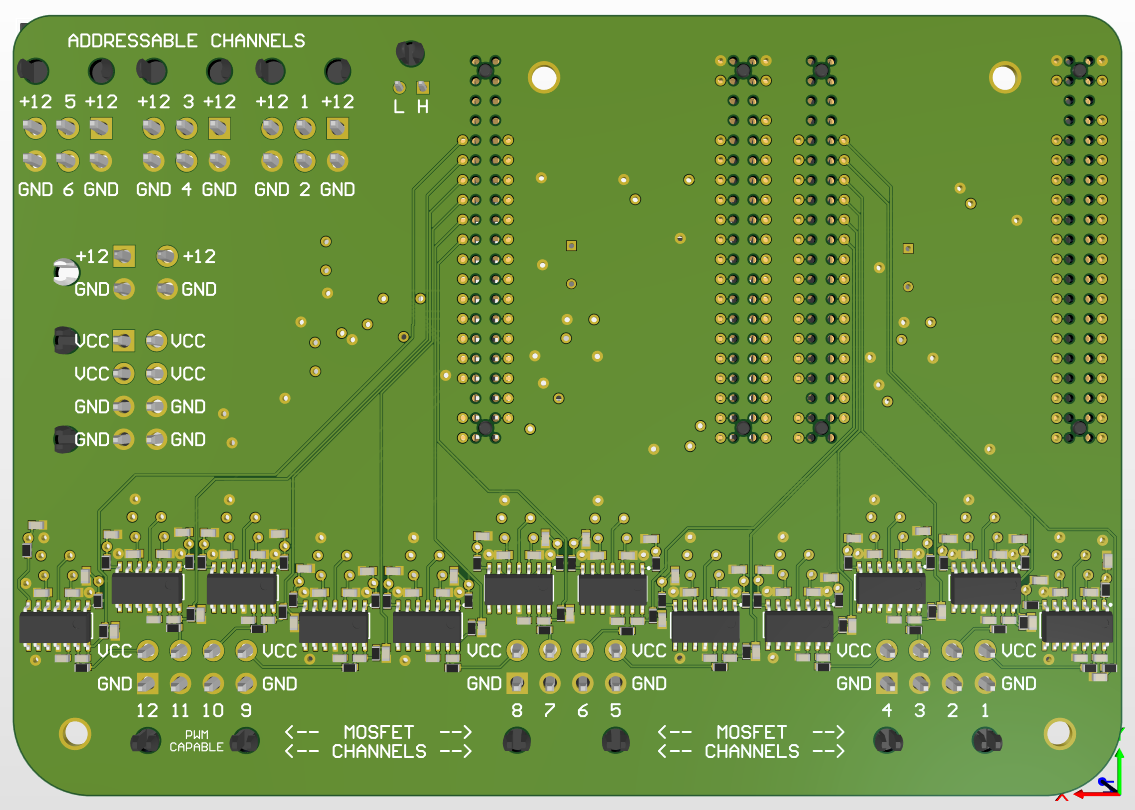 ADDRESSABLE CHANNELS
+12 5 +12 +12 3 +12 +12 1 +12
L H
GND 6 GND GND 4 GND GND 2 GND
+12 +12
GND GND
VCC VCC
VCC VCC
GND GND
GND GND
VCC VCC VCC VCC VCC VCC
GND GND GND GND GND GND
12 11 10 9 8 7 6 5 4 3 2 1
PWM
CAPABLE
<-- MOSFET -->
<-- CHANNELS -->
<-- MOSFET -->
<-- CHANNELS -->
X